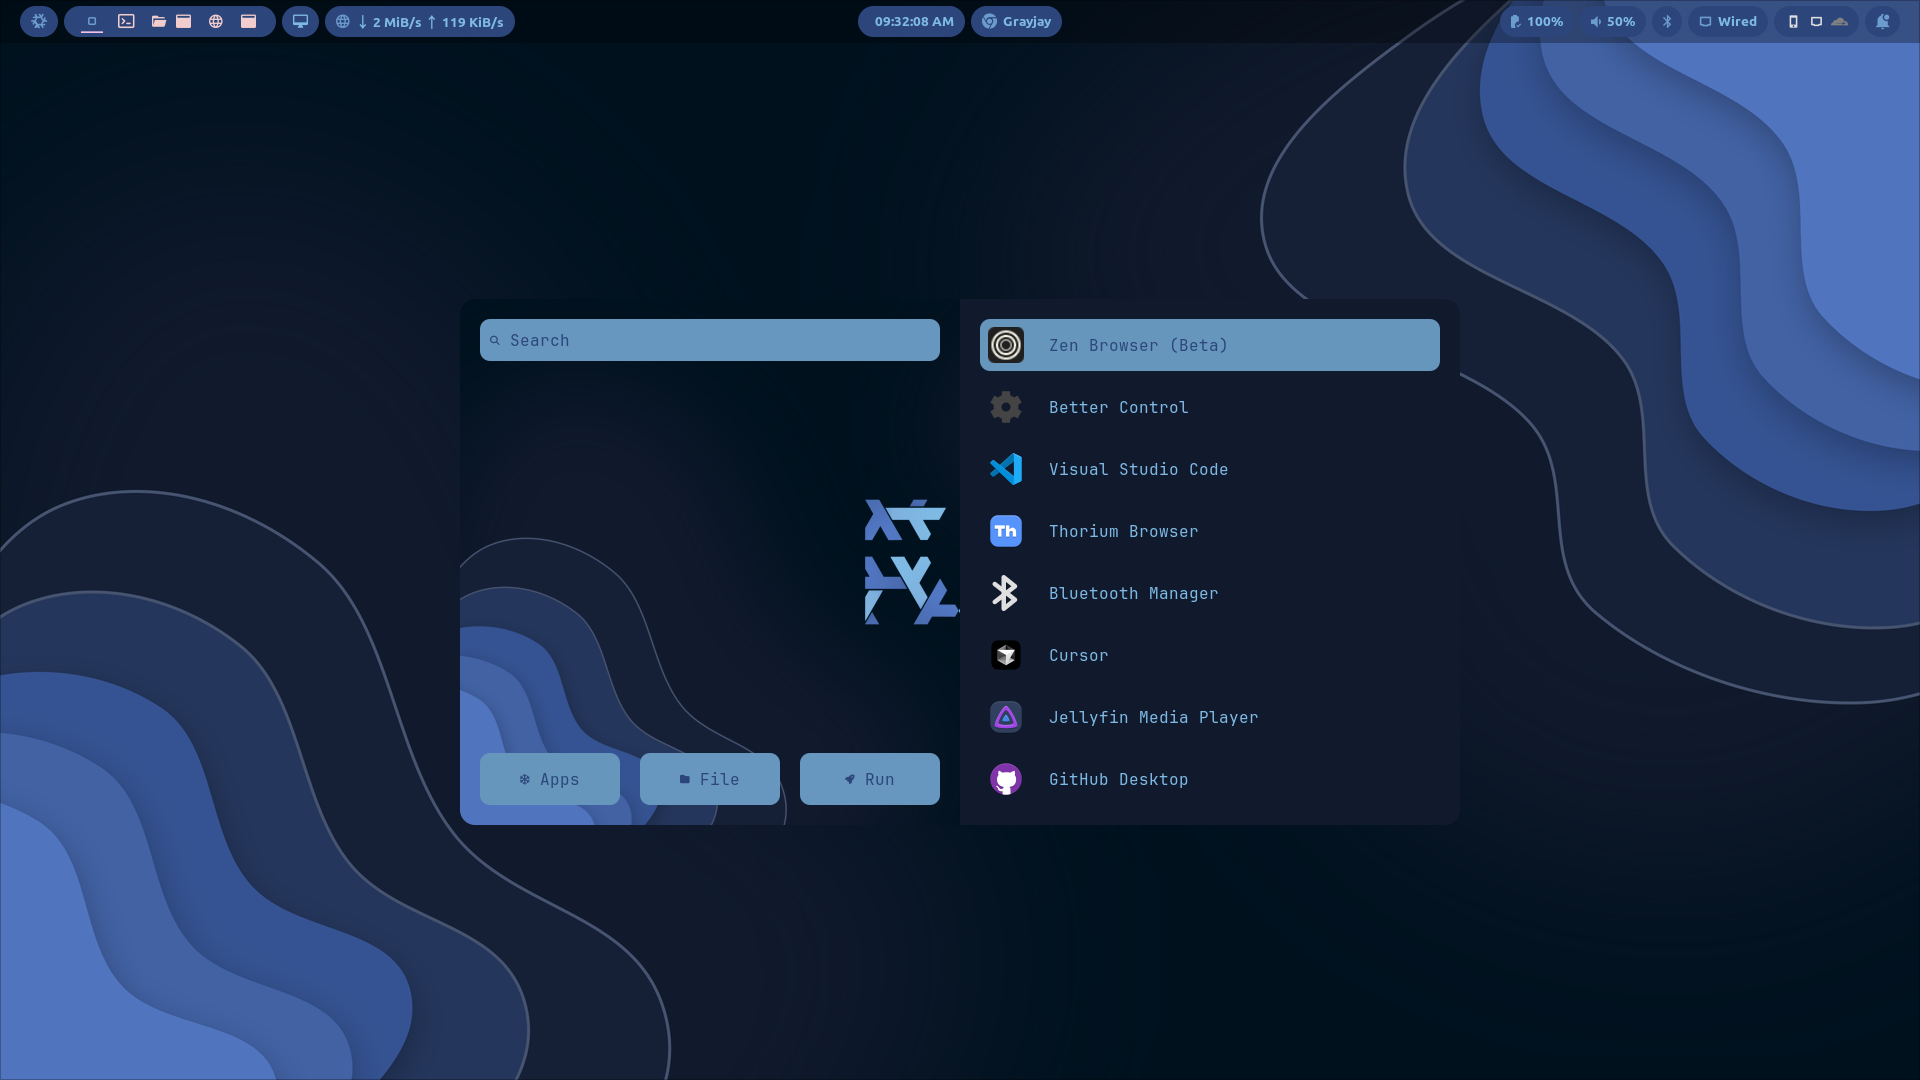 2 MiB/s 119 KiB/s
09:32:08 AM
Grayjay
100%
50%
Wired
Search
Apps
File
Run
Zen Browser (Beta)
Better Control
Visual Studio Code
Th
Thorium Browser
Bluetooth Manager
Cursor
Jellyfin Media Player
GitHub Desktop